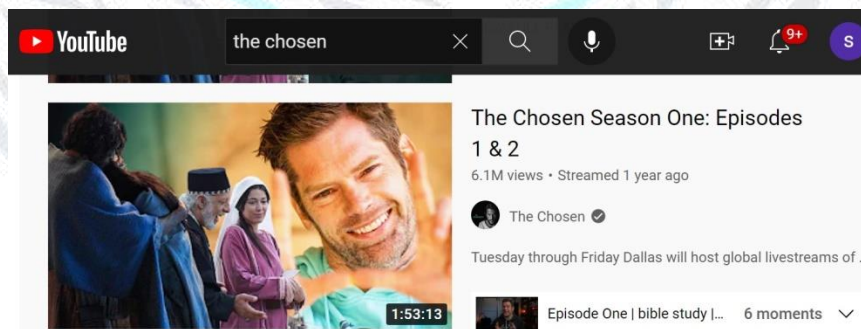 YouTube
the chosen
9+
S
The Chosen Season One: Episodes
1 & 2
6.1M views • Streamed 1 year ago
The Chosen
Tuesday through Friday Dallas will host global livestreams of .
1:53:13
Episode One | bible study |... 6 moments